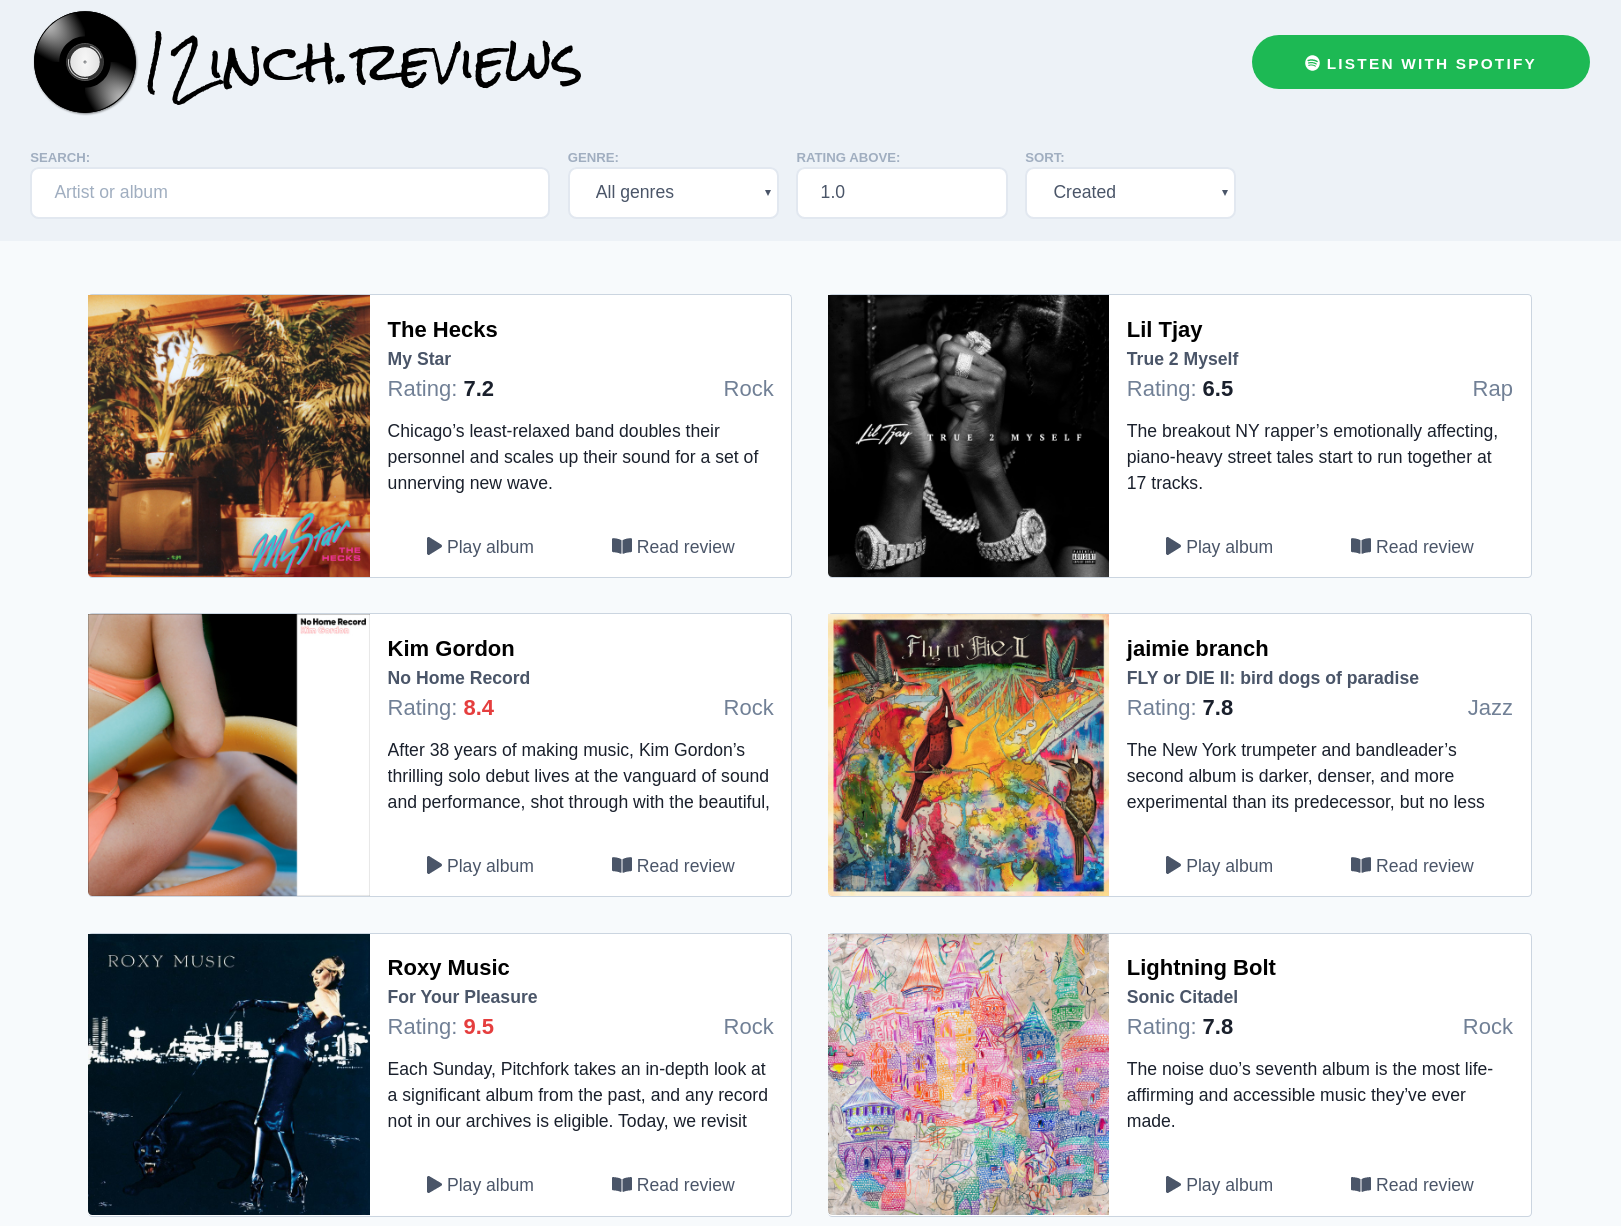 12inch.reviews
LISTEN WITH SPOTIFY
SEARCH:
GENRE:
RATING ABOVE:
SORT:
Artist or album
All genres
1.0
Created
My Star
THE
HECKS
The Hecks
My Star
Rating: 7.2
Rock
Chicago’s least-relaxed band doubles their
personnel and scales up their sound for a set of
unnerving new wave.
Play album
Read review
Lil Tjay TRUE 2 MYSELF
Lil Tjay
True 2 Myself
Rating: 6.5
Rap
The breakout NY rapper’s emotionally affecting,
piano-heavy street tales start to run together at
17 tracks.
Play album
Read review
No Home Record
Kim Gordon
Kim Gordon
No Home Record
Rating: 8.4
Rock
After 38 years of making music, Kim Gordon’s
thrilling solo debut lives at the vanguard of sound
and performance, shot through with the beautiful,
Play album
Read review
Fly or Die II
jaimie branch
FLY or DIE II: bird dogs of paradise
Rating: 7.8
Jazz
The New York trumpeter and bandleader’s
second album is darker, denser, and more
experimental than its predecessor, but no less
Play album
Read review
ROXY MUSIC
Roxy Music
For Your Pleasure
Rating: 9.5
Rock
Each Sunday, Pitchfork takes an in-depth look at
a significant album from the past, and any record
not in our archives is eligible. Today, we revisit
Play album
Read review
Lightning Bolt
Sonic Citadel
Rating: 7.8
Rock
The noise duo’s seventh album is the most life-
affirming and accessible music they’ve ever
made.
Play album
Read review